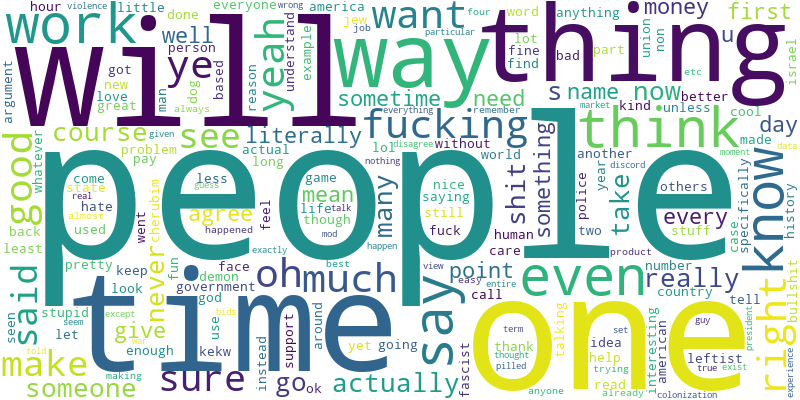 hour
violence
little
done
everyone
wrong
america
four
word
anything
money
first
work
will
way
want
thing
well
person
job
particular
jew
lot
part
u
argument
got
new
love
great
based
man
always
ye
reason
dog
yeah
understand
example
fine
find
bad
union
non
israel
etc
sometime
need
s
name
now
kind
unless
better
cool
day
good
whatever
course
see
literally
fucking
everything
remember
think
market
made
given
problem
pay
actual
long
lol
disagree
without
world
shit
something
another
year
police
discord
case
specifically
moment
data
history
come
state
real
hate
almost
used
less
guess
game
mean
nothing
many
nice
saying
human
take
two
others
every
know
people
agree
happened
life
talk
though
mod
still
fuck
care
stuff
back
least
went
cherubim
feel
exactly
happen
product
said
pretty
fun
never
demon
face
government
god
oh
much
best
view
say
point
easy
entire
call
even
number
country
really
tell
right
bullshit
seen
seem
let
stupid
keep
look
time
give
enough
kekw
use
bids
instead
support
around
yet
going
term
thank
thought
pilled
one
talking
set
idea
help
trying
read
already
interesting
american
guy
leftist
true
exist
president
experience
make
told
except
war
making
someone
sure
go
ok
actually
fascist
anyone
colonization